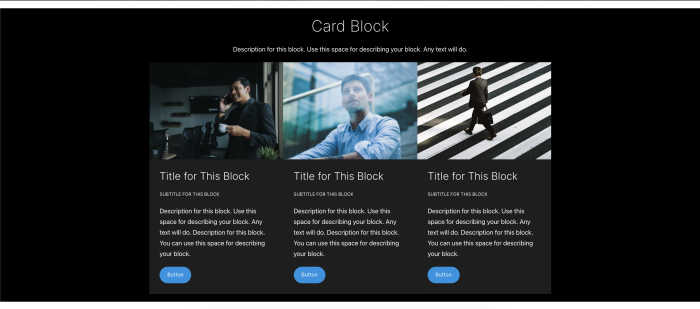 Card Block
Description for this block. Use this space for describing your block. Any text will do.
Title for This Block
SUBTITLE FOR THIS BLOCK
Description for this block. Use this
space for describing your block. Any
text will do. Description for this block.
You can use this space for describing
your block.
Button
Title for This Block
SUBTITLE FOR THIS BLOCK
Description for this block. Use this
space for describing your block. Any
text will do. Description for this block.
You can use this space for describing
your block.
Button
Title for This Block
SUBTITLE FOR THIS BLOCK
Description for this block. Use this
space for describing your block. Any
text will do. Description for this block.
You can use this space for describing
your block.
Button